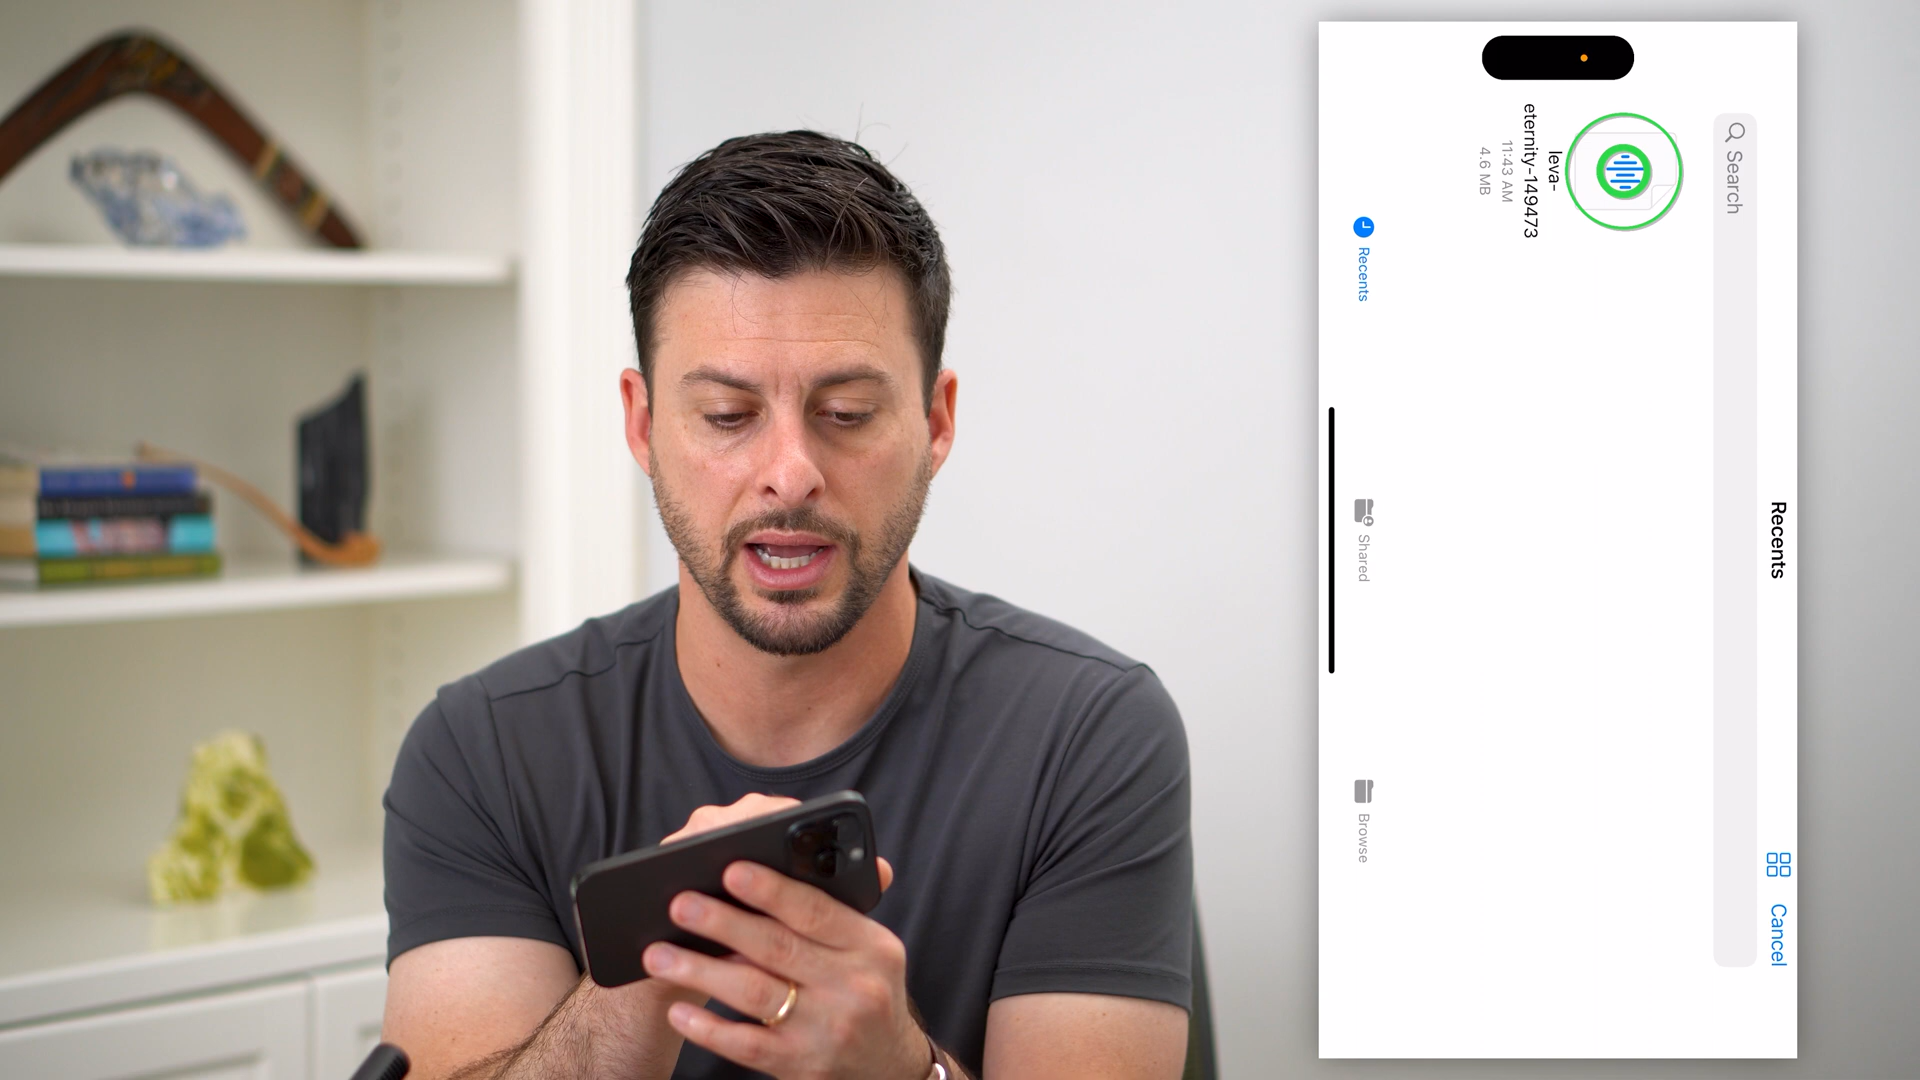 Recents
Cancel
Search
leva-
eternity-149473
11:43 AM
4.6 MB
Recents
Shared
Browse